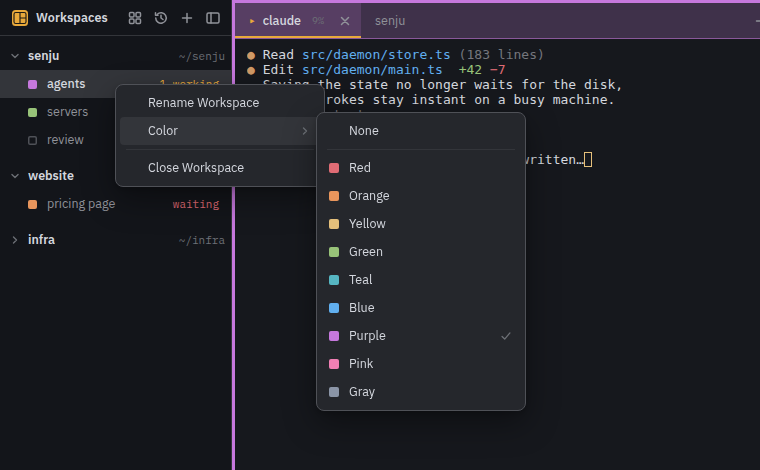 Workspaces
claude 9% senju
senju ~/senju
agents
servers
review
website
pricing page waiting
infra ~/infra
Read src/daemon/store.ts (183 lines)
Edit src/daemon/main.ts +42 −7
the state no longer waits for the disk,
stay instant on a busy machine.
Rename Workspace
Color
Close Workspace
None
Red
Orange
Yellow
Green
Teal
Blue
Purple
Pink
Gray